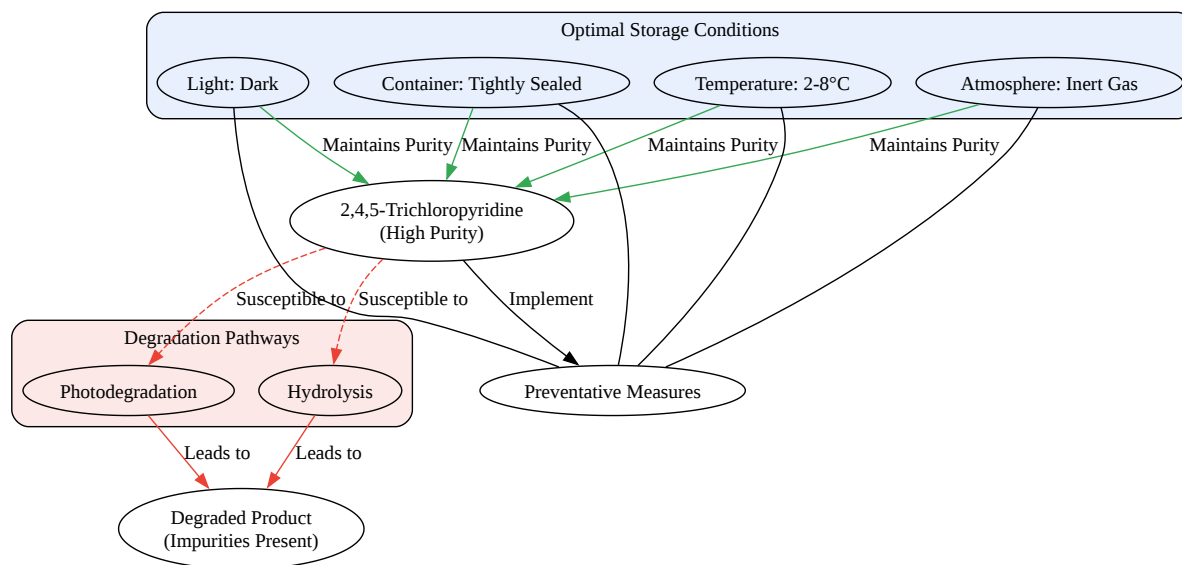 Optimal Storage Conditions
Light: Dark
Container: Tightly Sealed
Temperature: 2-8°C
Atmosphere: Inert Gas
Maintains Purity
Maintains Purity
Maintains Purity
Maintains Purity
2,4,5-Trichloropyridine
(High Purity)
Susceptible to
Susceptible to
Implement
Degradation Pathways
Photodegradation
Hydrolysis
Preventative Measures
Leads to
Leads to
Degraded Product
(Impurities Present)